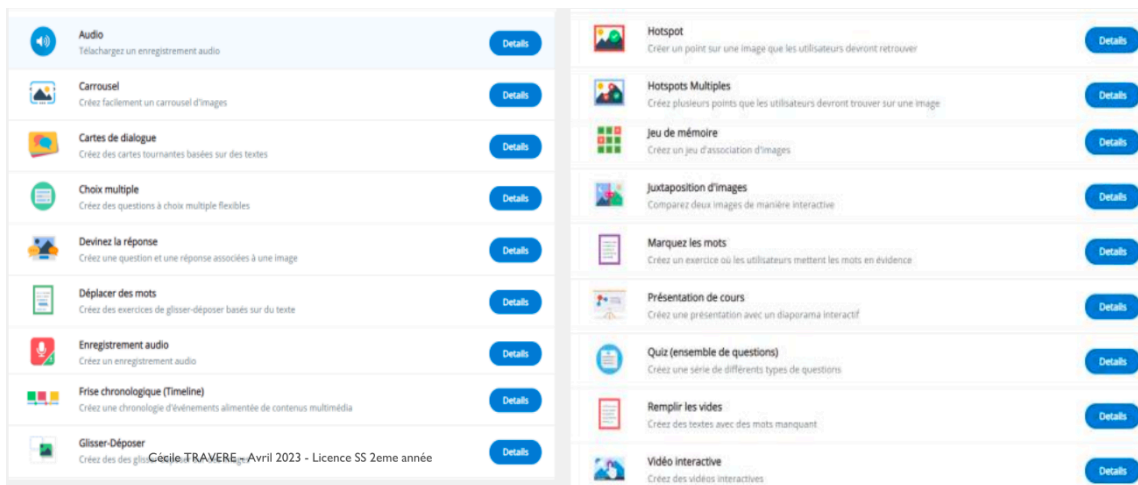 Audio
Télachargez un enregistrement audio
Details
Carrousel
Créez facilement un carrousel d'images
Details
Cartes de dialogue
Créez des cartes tournantes basées sur des textes
Details
Choix multiple
Créez des questions à choix multiple flexibles
Details
Devinez la réponse
Créez une question et une réponse associées à une image
Details
Déplacer des mots
Créez des exercices de glisser-déposer basés sur du texte
Details
Enregistrement audio
Créez un enregistrement audio
Details
Frise chronologique (Timeline)
Créez une chronologie d'événements alimentée de contenus multimédia
Details
Glisser-Déposer
Créez des des
Details
Cécile TRAVERE - Avril 2023 - Licence SS 2eme année
Hotspot
Créer un point sur une image que les utilisateurs devront retrouver
Details
Hotspots Multiples
Créez plusieurs points que les utilisateurs devront trouver sur une image
Details
Jeu de mémoire
Créez un jeu d'association d'images
Details
Juxtaposition d'images
Comparez deux images de manière interactive
Details
Marquez les mots
Créez un exercice où les utilisateurs mettent les mots en évidence
Details
Présentation de cours
Créez une présentation avec un diaporama interactif
Details
Quiz (ensemble de questions)
Créez une série de différents types de questions
Details
Remplir les vides
Créez des textes avec des mots manquant
Details
Vidéo interactive
Créez des vidéos interactives
Details